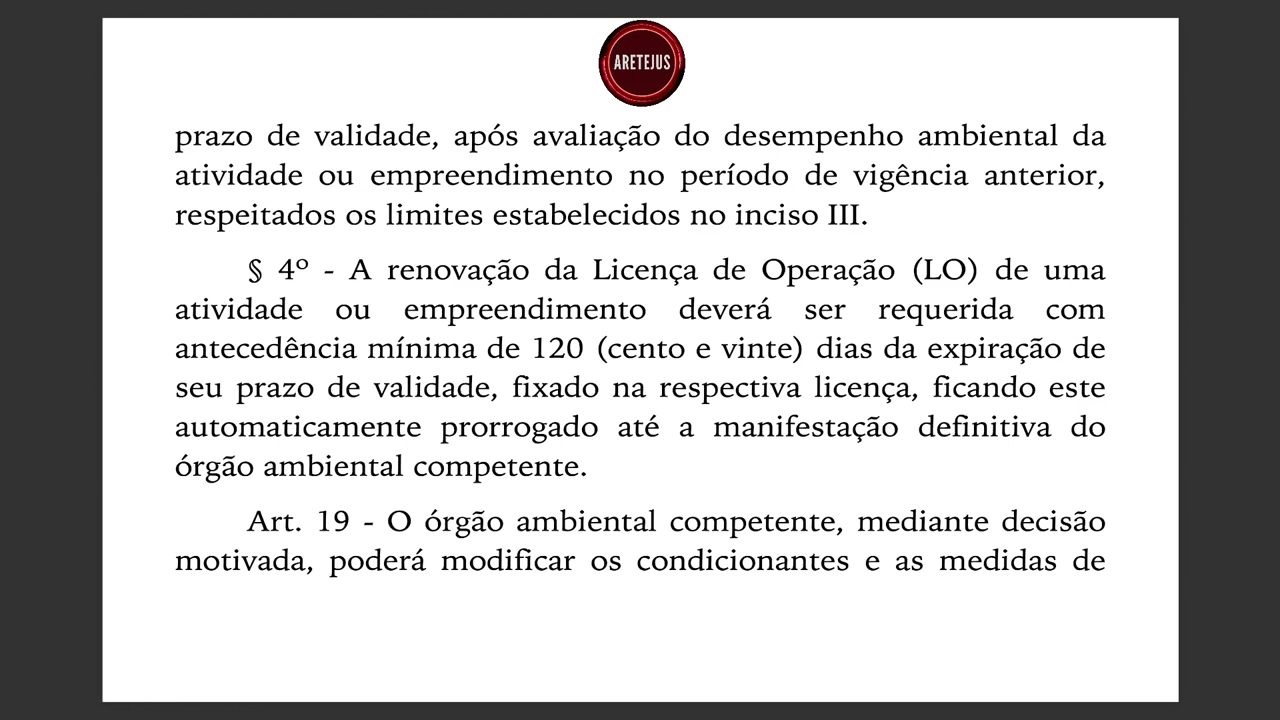 ARETEJUS
prazo de validade, após avaliação do desempenho ambiental da
atividade ou empreendimento no período de vigência anterior,
respeitados os limites estabelecidos no inciso III.
§ 4º - A renovação da Licença de Operação (LO) de uma
atividade ou empreendimento deverá ser requerida com
antecedência mínima de 120 (cento e vinte) dias da expiração de
seu prazo de validade, fixado na respectiva licença, ficando este
automaticamente prorrogado até a manifestação definitiva do
órgão ambiental competente.
Art. 19 - O órgão ambiental competente, mediante decisão
motivada, poderá modificar os condicionantes e as medidas de